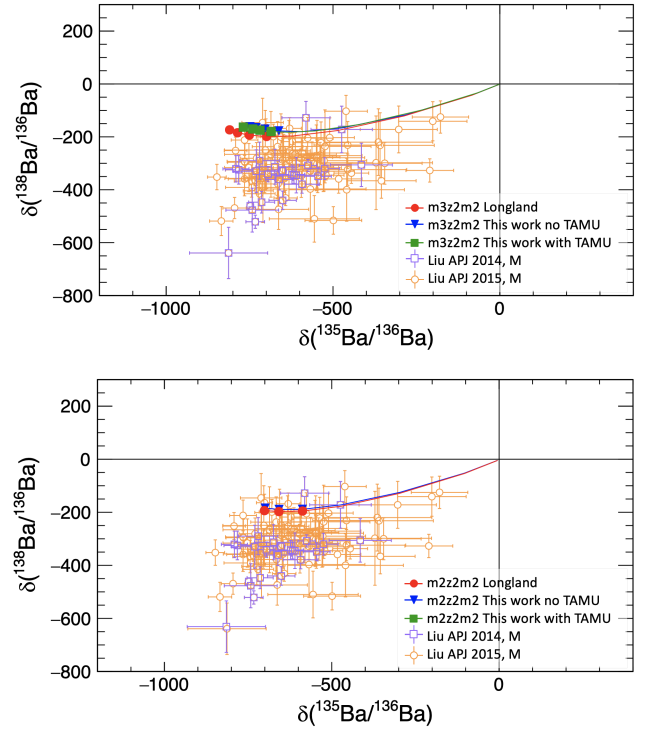 200
0
−200
−400
−600
−800
δ(¹³⁸Ba/¹³⁶Ba)
m3z2m2 Longland
m3z2m2 This work no TAMU
m3z2m2 This work with TAMU
Liu APJ 2014, M
Liu APJ 2015, M
−1000 −500 0
δ(¹³⁵Ba/¹³⁶Ba)
200
0
−200
−400
−600
−800
δ(¹³⁸Ba/¹³⁶Ba)
m2z2m2 Longland
m2z2m2 This work no TAMU
m2z2m2 This work with TAMU
Liu APJ 2014, M
Liu APJ 2015, M
−1000 −500 0
δ(¹³⁵Ba/¹³⁶Ba)